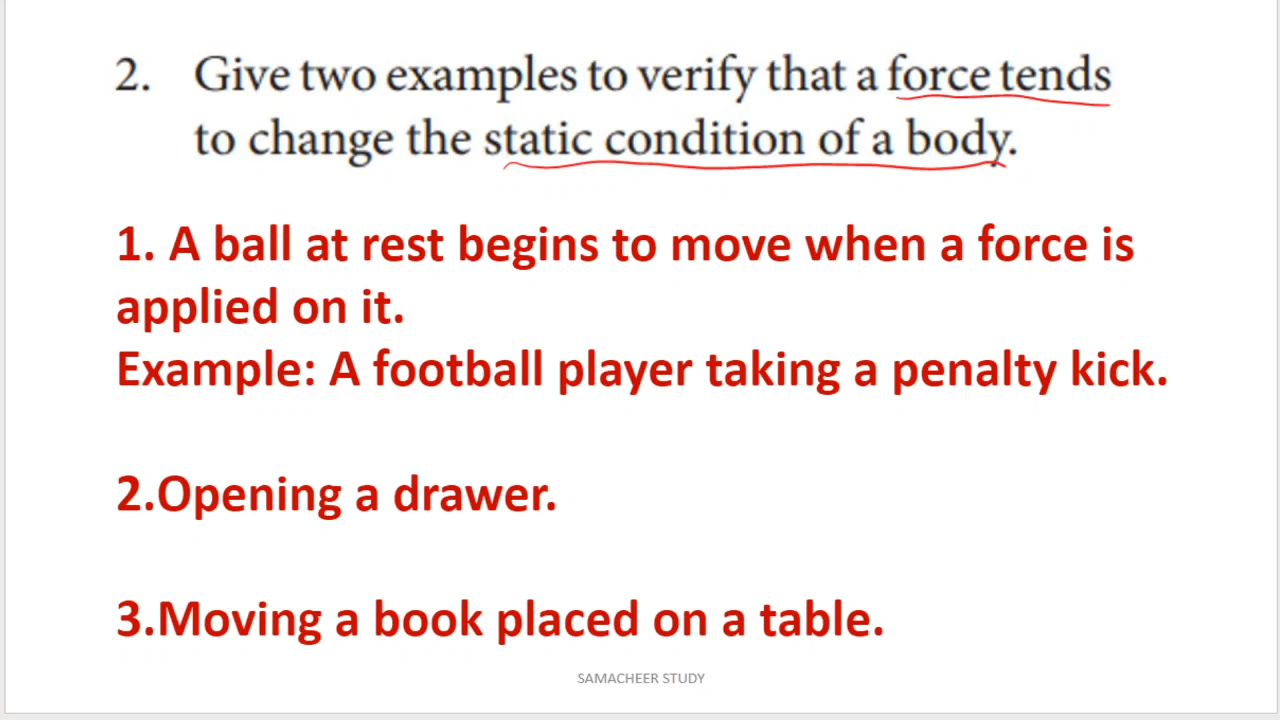 2. Give two examples to verify that a force tends
to change the static condition of a body.
1. A ball at rest begins to move when a force is
applied on it.
Example: A football player taking a penalty kick.
2.Opening a drawer.
3.Moving a book placed on a table.
SAMACHEER STUDY